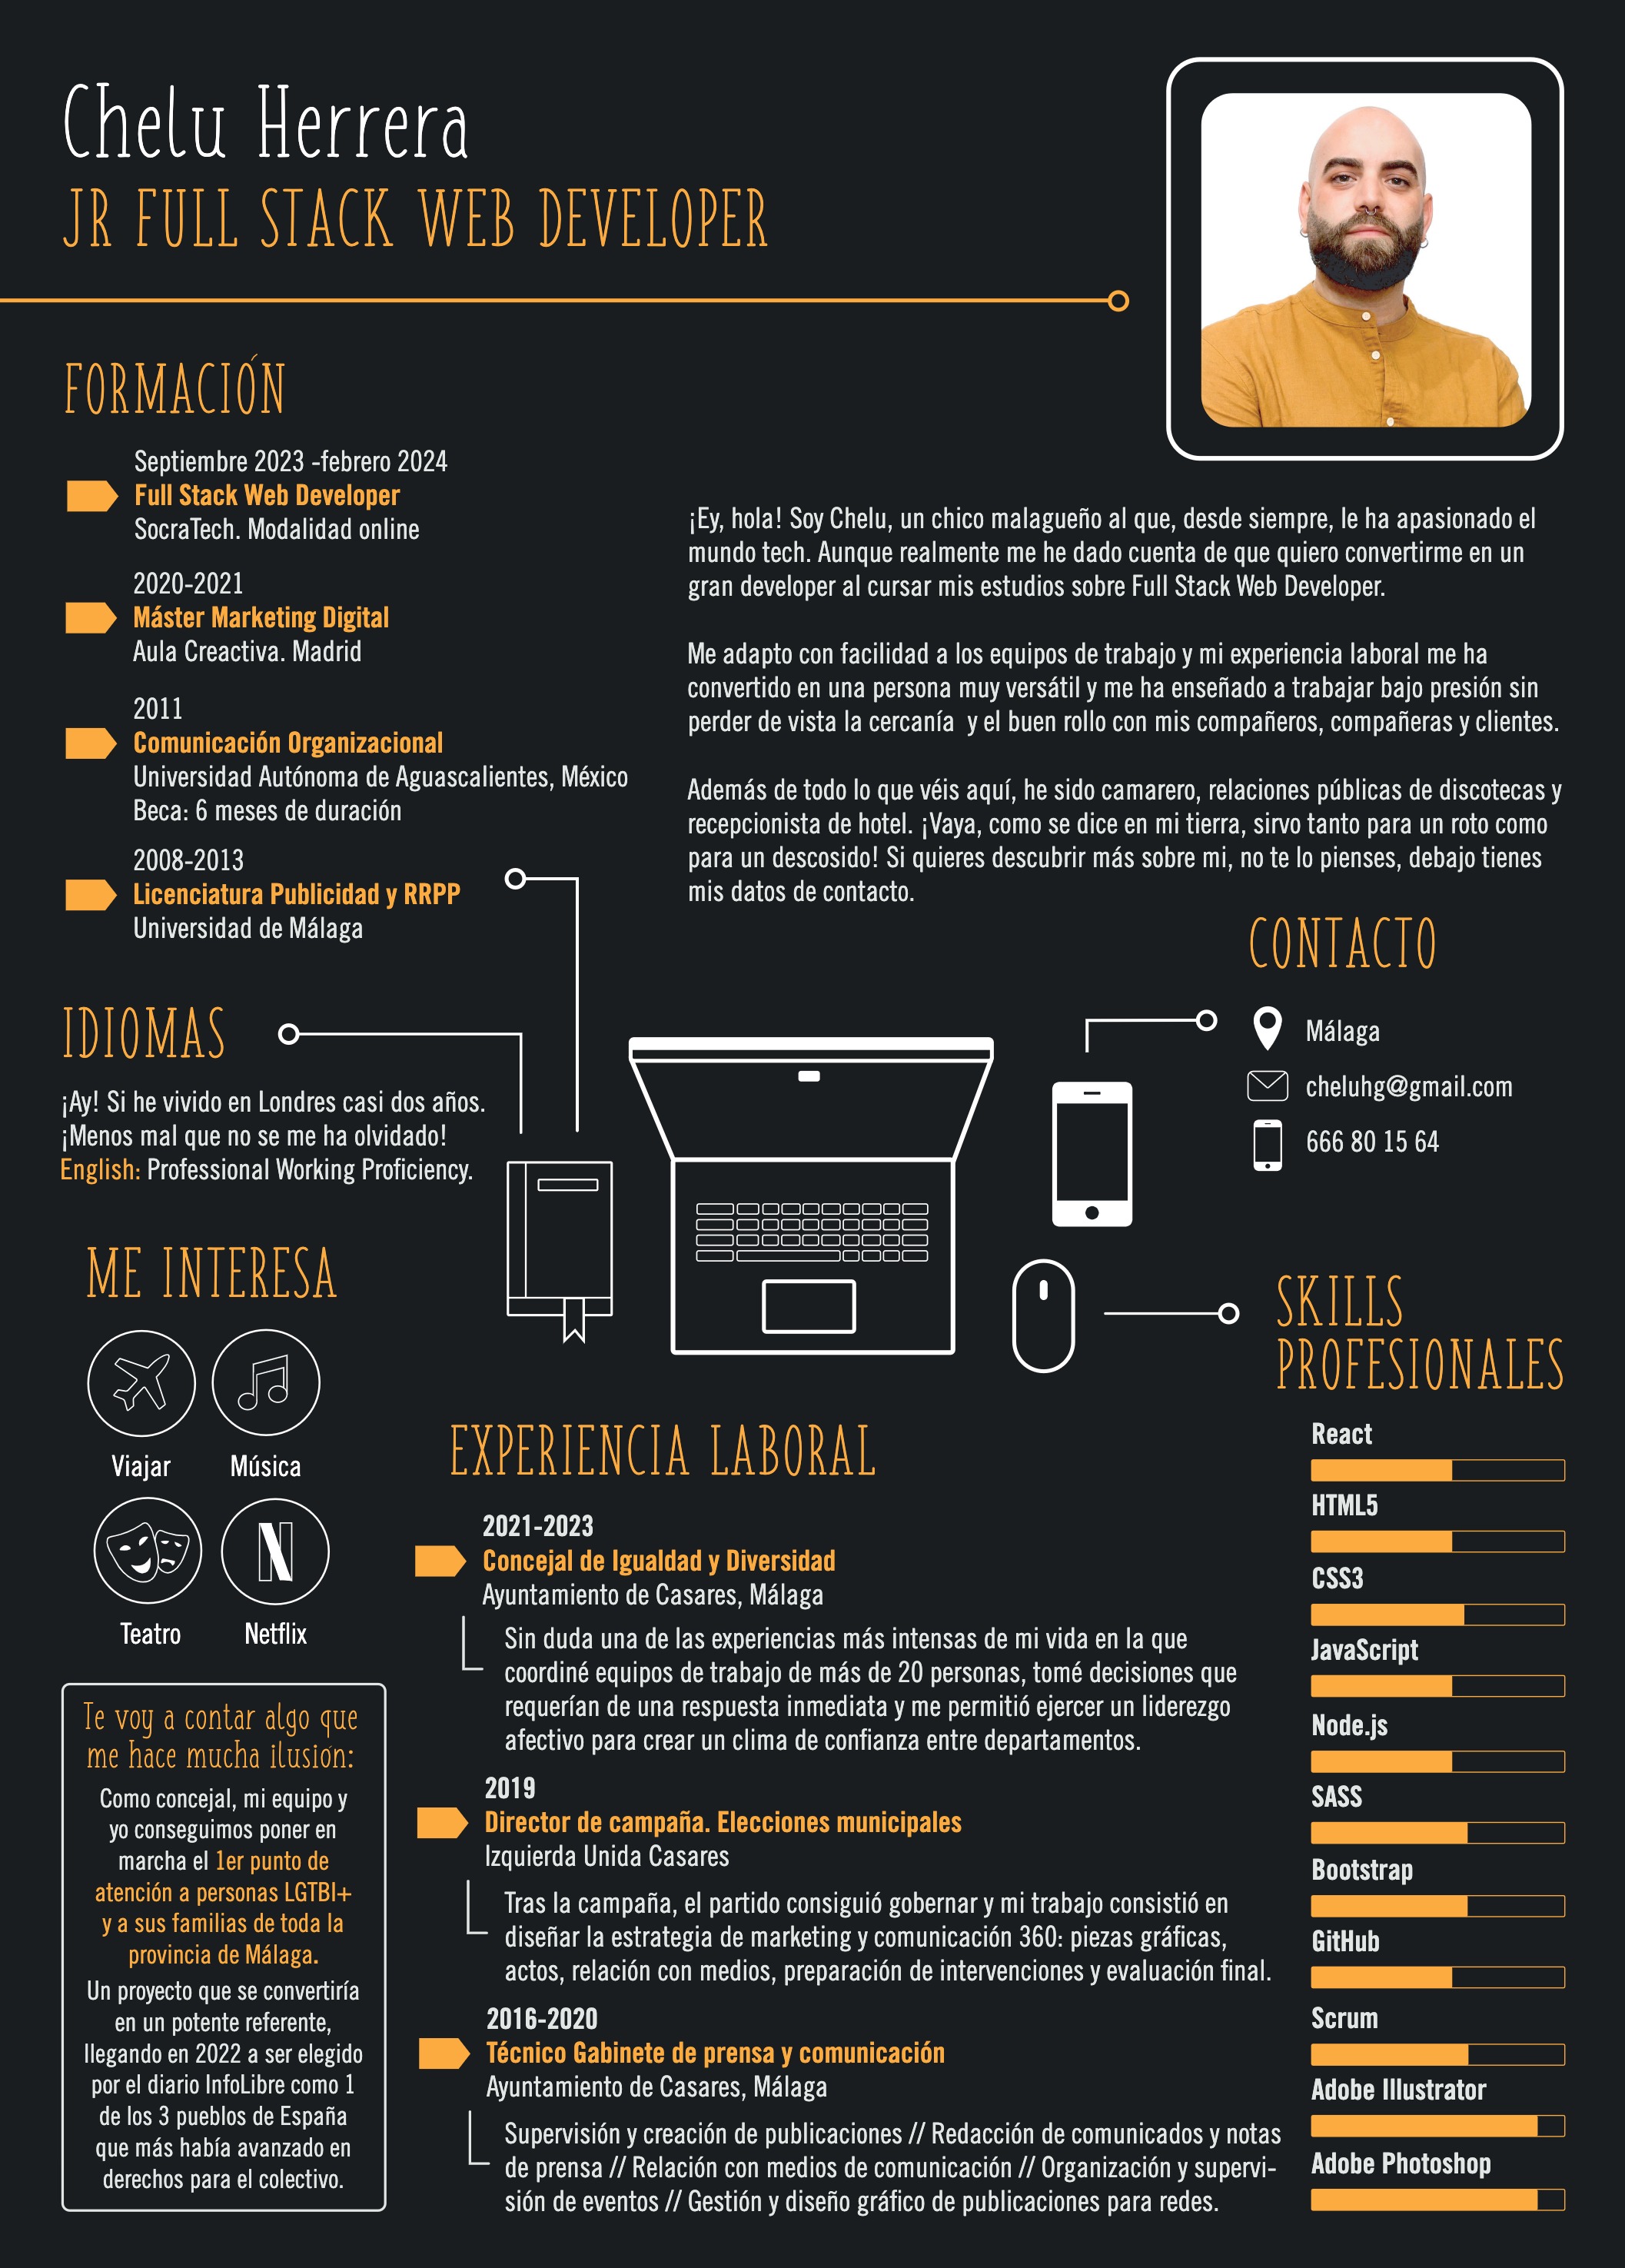 Chelu Herrera
JR FULL STACK WEB DEVELOPER
FORMACIÓN
Septiembre 2023 -febrero 2024
Full Stack Web Developer
SocraTech. Modalidad online
2020-2021
Máster Marketing Digital
Aula Creactiva. Madrid
2011
Comunicación Organizacional
Universidad Autónoma de Aguascalientes, México
Beca: 6 meses de duración
2008-2013
Licenciatura Publicidad y RRPP
Universidad de Málaga
¡Ey, hola! Soy Chelu, un chico malagueño al que, desde siempre, le ha apasionado el
mundo tech. Aunque realmente me he dado cuenta de que quiero convertirme en un
gran developer al cursar mis estudios sobre Full Stack Web Developer.
Me adapto con facilidad a los equipos de trabajo y mi experiencia laboral me ha
convertido en una persona muy versátil y me ha enseñado a trabajar bajo presión sin
perder de vista la cercanía  y el buen rollo con mis compañeros, compañeras y clientes.
Además de todo lo que véis aquí, he sido camarero, relaciones públicas de discotecas y
recepcionista de hotel. ¡Vaya, como se dice en mi tierra, sirvo tanto para un roto como
para un descosido! Si quieres descubrir más sobre mi, no te lo pienses, debajo tienes
mis datos de contacto.
CONTACTO
Málaga
cheluhg@gmail.com
666 80 15 64
IDIOMAS
¡Ay! Si he vivido en Londres casi dos años.
¡Menos mal que no se me ha olvidado!
English: Professional Working Proficiency.
ME INTERESA
Viajar
Música
Teatro
Netflix
Te voy a contar algo que
me hace mucha ilusión:
Como concejal, mi equipo y
yo conseguimos poner en
marcha el 1er punto de
atención a personas LGTBI+
y a sus familias de toda la
provincia de Málaga.
Un proyecto que se convertiría
en un potente referente,
llegando en 2022 a ser elegido
por el diario InfoLibre como 1
de los 3 pueblos de España
que más había avanzado en
derechos para el colectivo.
EXPERIENCIA LABORAL
2021-2023
Concejal de Igualdad y Diversidad
Ayuntamiento de Casares, Málaga
Sin duda una de las experiencias más intensas de mi vida en la que
coordiné equipos de trabajo de más de 20 personas, tomé decisiones que
requerían de una respuesta inmediata y me permitió ejercer un liderezgo
afectivo para crear un clima de confianza entre departamentos.
2019
Director de campaña. Elecciones municipales
Izquierda Unida Casares
Tras la campaña, el partido consiguió gobernar y mi trabajo consistió en
diseñar la estrategia de marketing y comunicación 360: piezas gráficas,
actos, relación con medios, preparación de intervenciones y evaluación final.
2016-2020
Técnico Gabinete de prensa y comunicación
Ayuntamiento de Casares, Málaga
Supervisión y creación de publicaciones // Redacción de comunicados y notas
de prensa // Relación con medios de comunicación // Organización y supervi-
sión de eventos // Gestión y diseño gráfico de publicaciones para redes.
SKILLS
PROFESIONALES
React
HTML5
CSS3
JavaScript
Node.js
SASS
Bootstrap
GitHub
Scrum
Adobe Illustrator
Adobe Photoshop